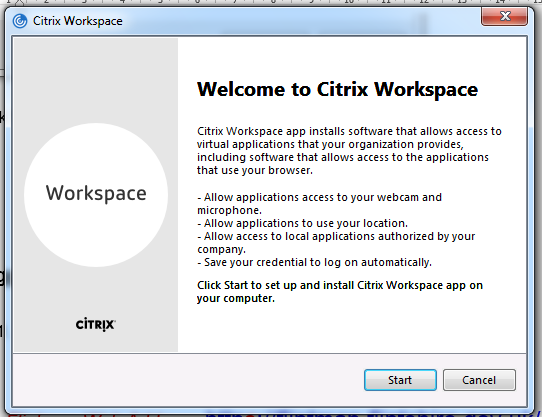 Citrix Workspace
Welcome to Citrix Workspace
Citrix Workspace app installs software that allows access to
virtual applications that your organization provides,
including software that allows access to the applications
that use your browser.
- Allow applications access to your webcam and
microphone.
- Allow applications to use your location.
- Allow access to local applications authorized by your
company.
- Save your credential to log on automatically.
Click Start to set up and install Citrix Workspace app on
your computer.
Workspace
CİTRIX
Start
Cancel